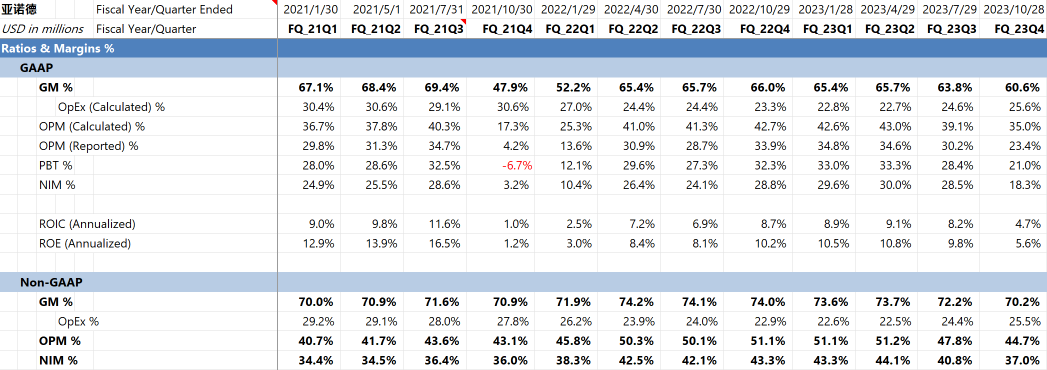 亚诺德 Fiscal Year/Quarter Ended 2021/1/30 2021/5/1 2021/7/31 2021/10/30 2022/1/29 2022/4/30 2022/7/30 2022/10/29 2023/1/28 2023/4/29 2023/7/29 2023/10/28
USD in millions Fiscal Year/Quarter FQ_21Q1 FQ_21Q2 FQ_21Q3 FQ_21Q4 FQ_22Q1 FQ_22Q2 FQ_22Q3 FQ_22Q4 FQ_23Q1 FQ_23Q2 FQ_23Q3 FQ_23Q4
Ratios & Margins %
GAAP
GM % 67.1% 68.4% 69.4% 47.9% 52.2% 65.4% 65.7% 66.0% 65.4% 65.7% 63.8% 60.6%
OpEx (Calculated) % 30.4% 30.6% 29.1% 30.6% 27.0% 24.4% 24.4% 23.3% 22.8% 22.7% 24.6% 25.6%
OPM (Calculated) % 36.7% 37.8% 40.3% 17.3% 25.3% 41.0% 41.3% 42.7% 42.6% 43.0% 39.1% 35.0%
OPM (Reported) % 29.8% 31.3% 34.7% 4.2% 13.6% 30.9% 28.7% 33.9% 34.8% 34.6% 30.2% 23.4%
PBT % 28.0% 28.6% 32.5% -6.7% 12.1% 29.6% 27.3% 32.3% 33.0% 33.3% 28.4% 21.0%
NIM % 24.9% 25.5% 28.6% 3.2% 10.4% 26.4% 24.1% 28.8% 29.6% 30.0% 28.5% 18.3%
ROIC (Annualized) 9.0% 9.8% 11.6% 1.0% 2.5% 7.2% 6.9% 8.7% 8.9% 9.1% 8.2% 4.7%
ROE (Annualized) 12.9% 13.9% 16.5% 1.2% 3.0% 8.4% 8.1% 10.2% 10.5% 10.8% 9.8% 5.6%
Non-GAAP
GM % 70.0% 70.9% 71.6% 70.9% 71.9% 74.2% 74.1% 74.0% 73.6% 73.7% 72.2% 70.2%
OpEx % 29.2% 29.1% 28.0% 27.8% 26.2% 23.9% 24.0% 22.9% 22.6% 22.5% 24.4% 25.5%
OPM % 40.7% 41.7% 43.6% 43.1% 45.8% 50.3% 50.1% 51.1% 51.1% 51.2% 47.8% 44.7%
NIM % 34.4% 34.5% 36.4% 36.0% 38.3% 42.5% 42.1% 43.3% 43.3% 44.1% 40.8% 37.0%